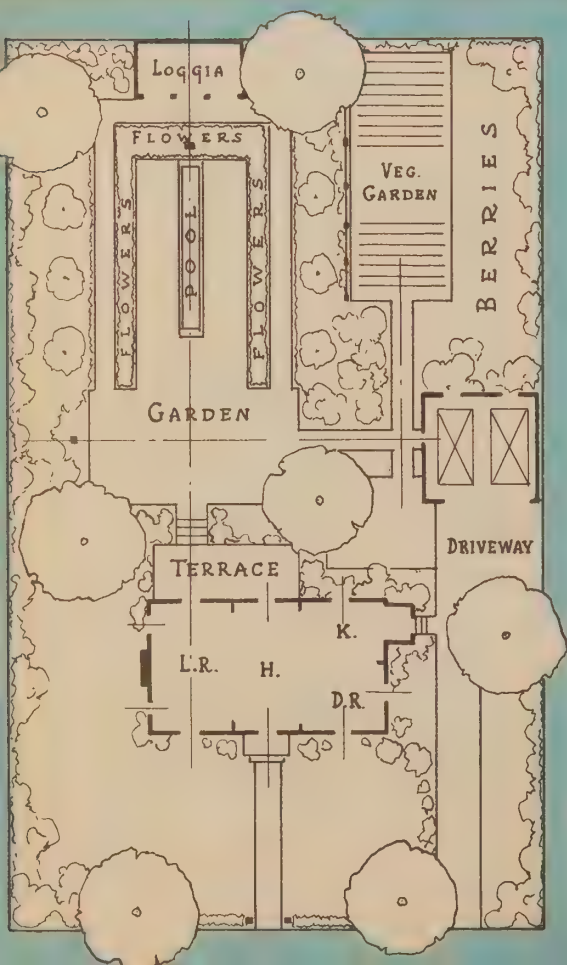 LOGGIA
FLOWERS
VEG.
GARDEN
BERRIES
FLOWERS
POOL
FLOWERS
GARDEN
DRIVEWAY
TERRACE
K.
L.R.
H.
D.R.